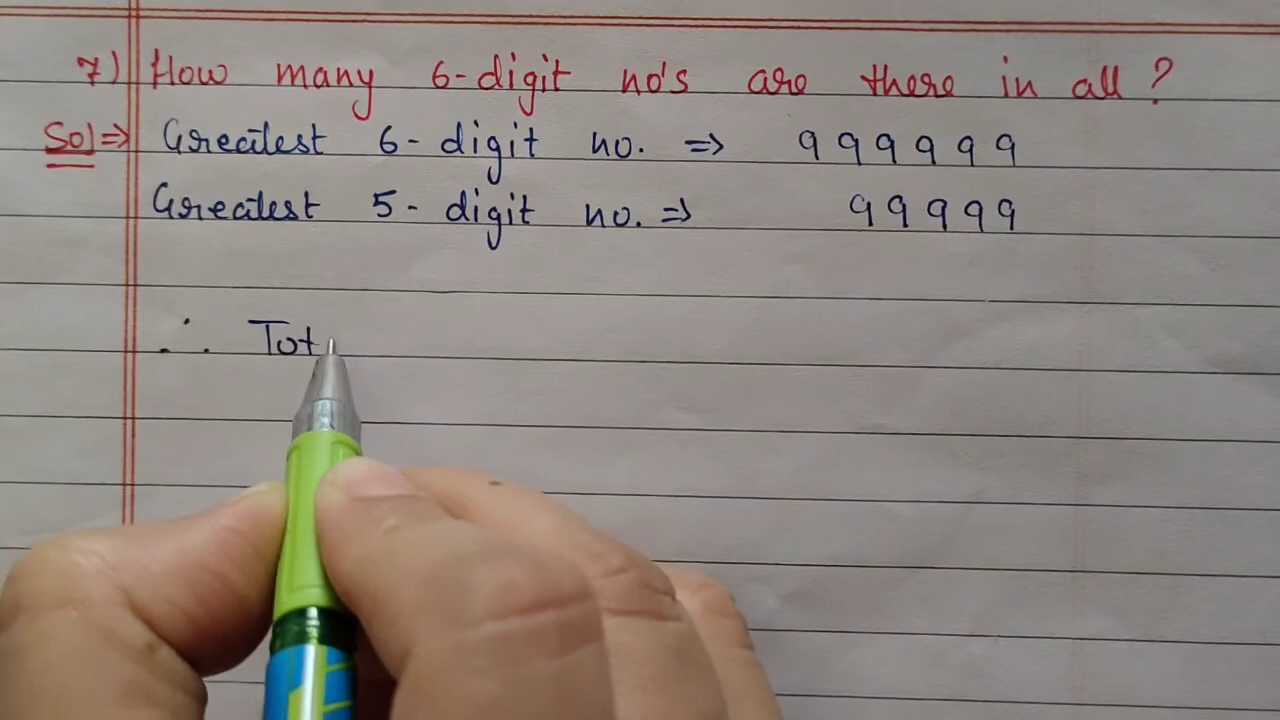 7) How many 6-digit no's are there in all?
Sol⇒ Greatest 6-digit no. ⇒ 999999
Greatest 5-digit no. ⇒ 99999
∴ Tot